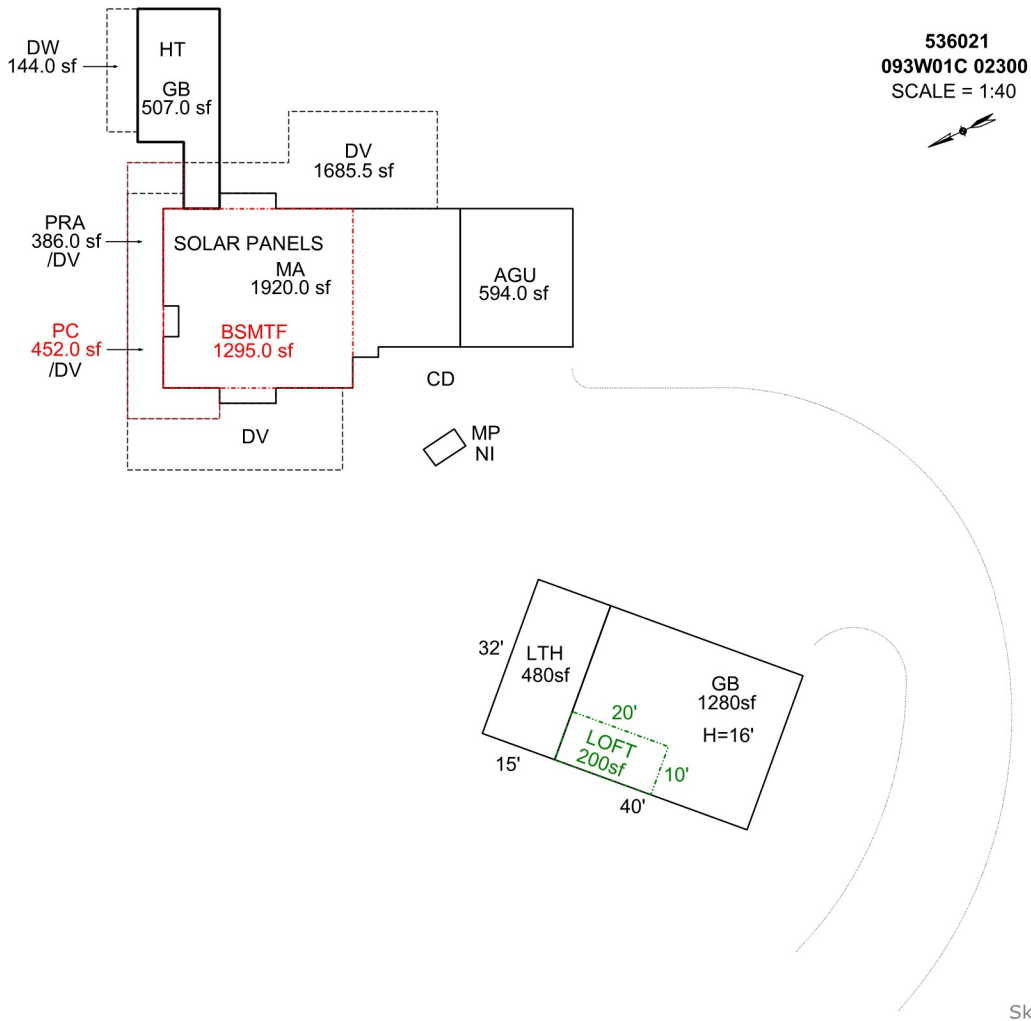 536021
093W01C 02300
SCALE = 1:40
DW
144.0 sf
HT
GB
507.0 sf
DV
1685.5 sf
PRA
386.0 sf
/DV
SOLAR PANELS
MA
1920.0 sf
AGU
594.0 sf
PC
452.0 sf
/DV
BSMTF
1295.0 sf
CD
DV
MP
NI
32'
LTH
480sf
GB
1280sf
H=16'
20'
LOFT
200sf
10'
15'
40'
Sk